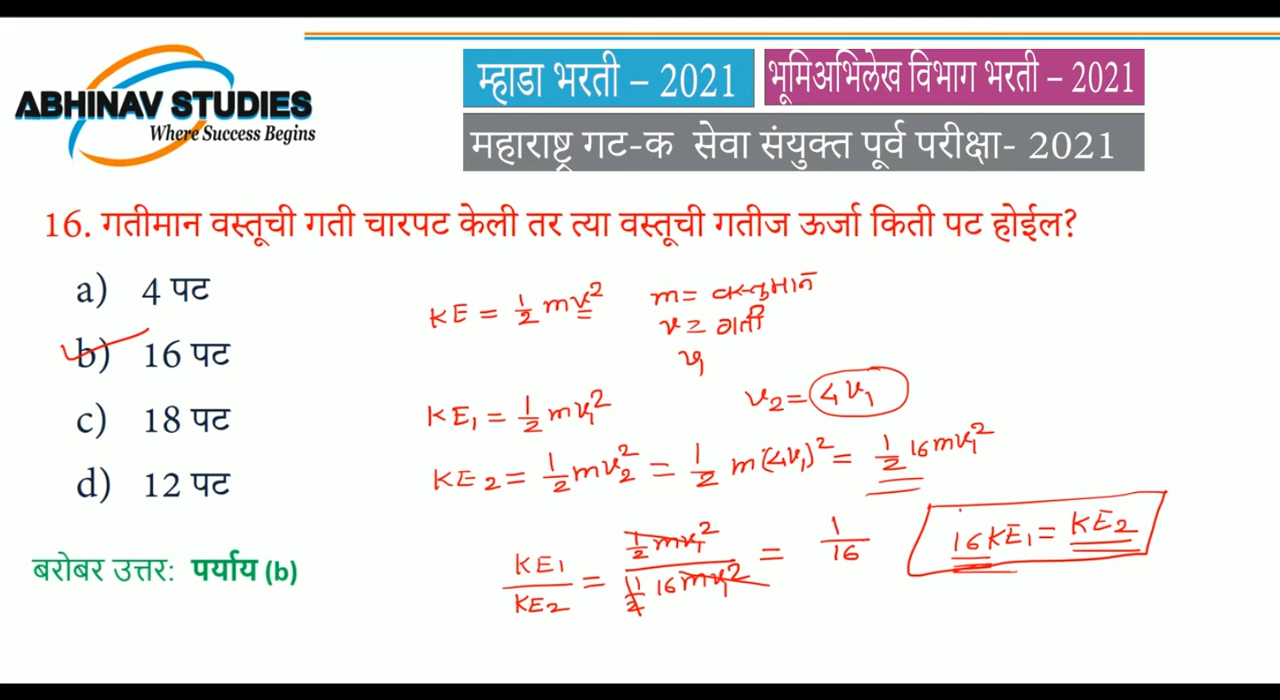 ABHINAV STUDIES
Where Success Begins
म्हाडा भरती – 2021
भूमिअभिलेख विभाग भरती – 2021
महाराष्ट्र गट-क सेवा संयुक्त पूर्व परीक्षा- 2021
16. गतीमान वस्तूची गती चारपट केली तर त्या वस्तूची गतीज ऊर्जा किती पट होईल?
a) 4 पट
b) 16 पट
c) 18 पट
d) 12 पट
बरोबर उत्तर: पर्याय (b)
KE = 1/2 mv²
m = वस्तुमान
v = गती
v₂ = 4v₁
KE₁ = 1/2 mv₁²
KE₂ = 1/2 mv₂² = 1/2 m(4v₁)² = 1/2 16mv₁²
KE₁/KE₂ = 1/2 mv₁² / 1/2 16mv₁² = 1/16
16KE₁ = KE₂